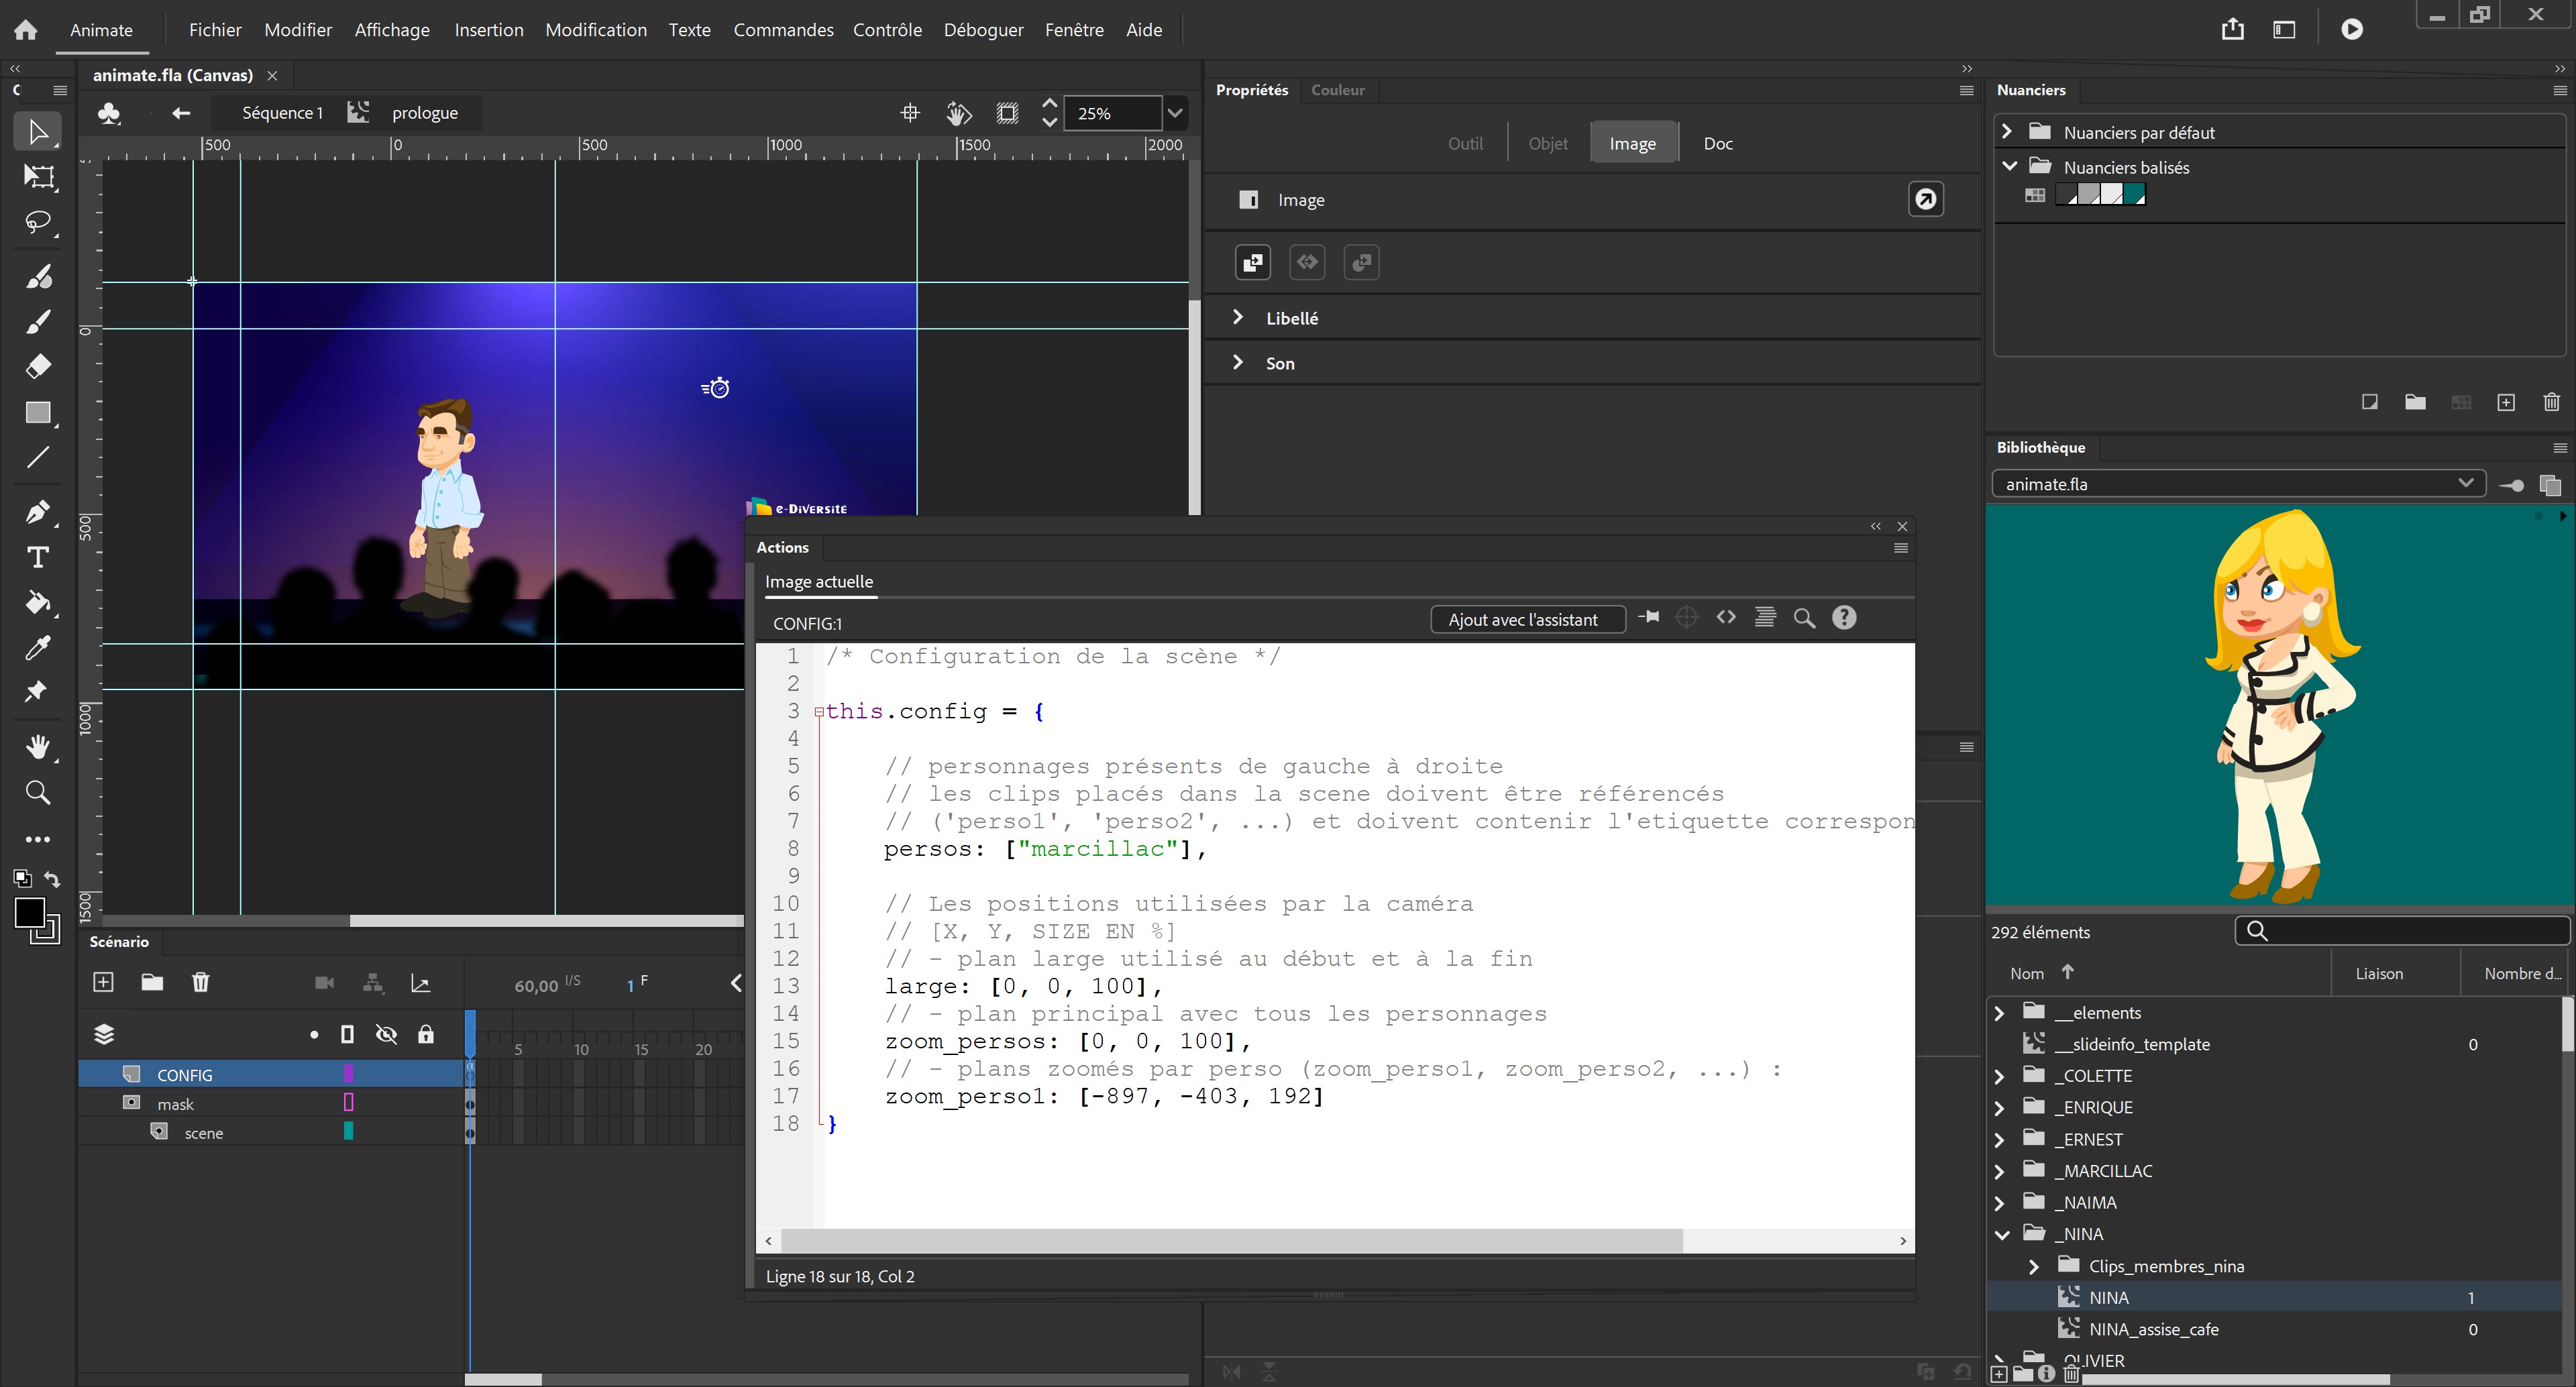 Animate Fichier Modifier Affichage Insertion Modification Texte Commandes Contrôle Déboguer Fenêtre Aide
animate.fla (Canvas)
Séquence 1 prologue 25%
500 0 500 1000 1500 2000
0
500
1000
1500
e-DiVERSiTé
Propriétés Couleur
Outil Objet Image Doc
Image
Libellé
Son
Nuanciers
Nuanciers par défaut
Nuanciers balisés
Bibliothèque
animate.fla
292 éléments
Nom Liaison Nombre d...
__elements
__slideinfo_template 0
_COLETTE
_ENRIQUE
_ERNEST
_MARCILLAC
_NAIMA
_NINA
Clips_membres_nina
NINA 1
NINA_assise_cafe 0
OLIVIER
Scénario
60,00 I/S 1 F
5 10 15 20
CONFIG
mask
scene
Actions
Image actuelle
CONFIG:1 Ajout avec l'assistant
1 /* Configuration de la scène */
2
3 this.config = {
4
5 // personnages présents de gauche à droite
6 // les clips placés dans la scene doivent être référencés
7 // ('perso1', 'perso2', ...) et doivent contenir l'etiquette correspon
8 persos: ["marcillac"],
9
10 // Les positions utilisées par la caméra
11 // [X, Y, SIZE EN %]
12 // - plan large utilisé au début et à la fin
13 large: [0, 0, 100],
14 // - plan principal avec tous les personnages
15 zoom_persos: [0, 0, 100],
16 // - plans zoomés par perso (zoom_perso1, zoom_perso2, ...) :
17 zoom_perso1: [-897, -403, 192]
18 }
Ligne 18 sur 18, Col 2